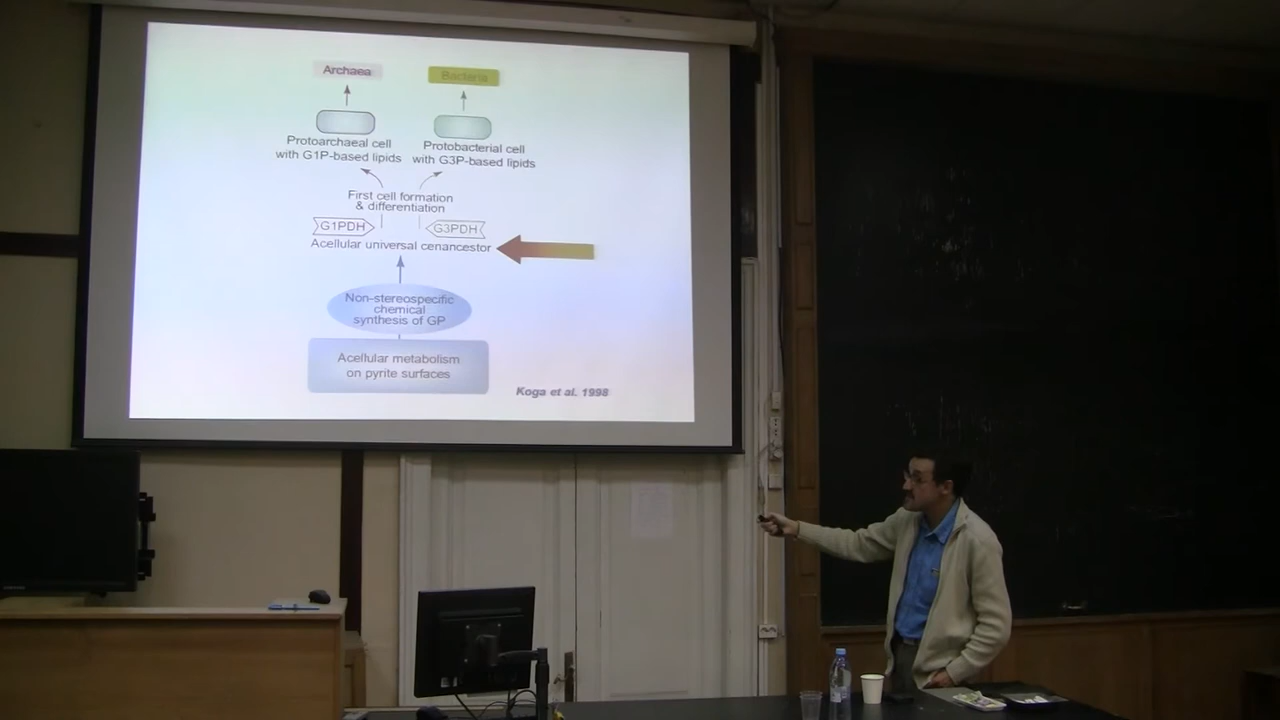 Archaea
Bacteria
Protoarchaeal cell
with G1P-based lipids
Protobacterial cell
with G3P-based lipids
First cell formation
& differentiation
G1PDH
G3PDH
Acellular universal cenancestor
Non-stereospecific
chemical
synthesis of GP
Acellular metabolism
on pyrite surfaces
Koga et al. 1998